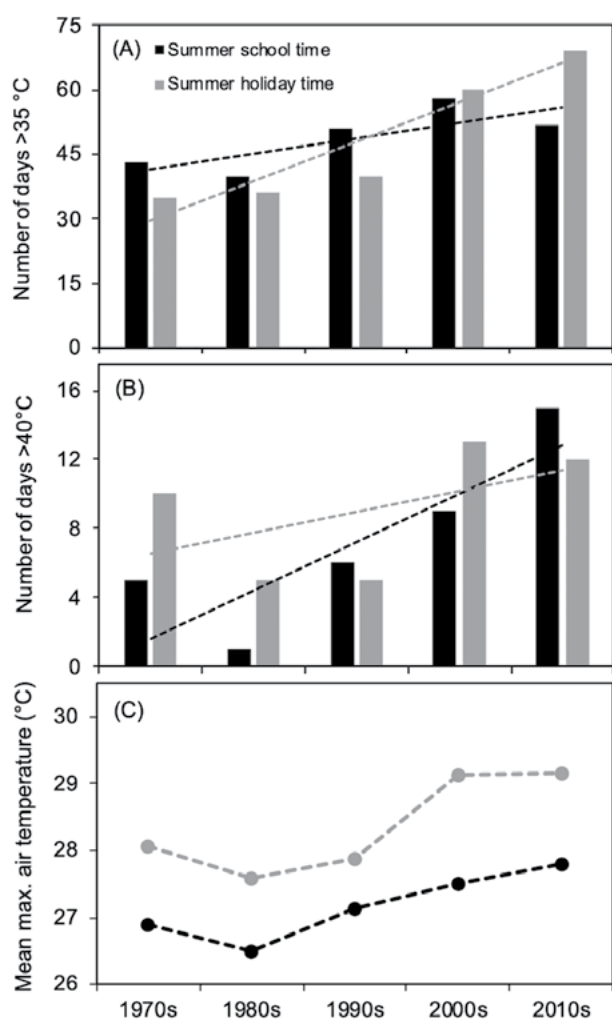 75
(A)
Summer school time
Summer holiday time
60
45
30
15
0
Number of days >35 °C
16
(B)
12
8
4
0
Number of days >40°C
30
(C)
29
28
27
26
Mean max. air temperature (°C)
1970s 1980s 1990s 2000s 2010s